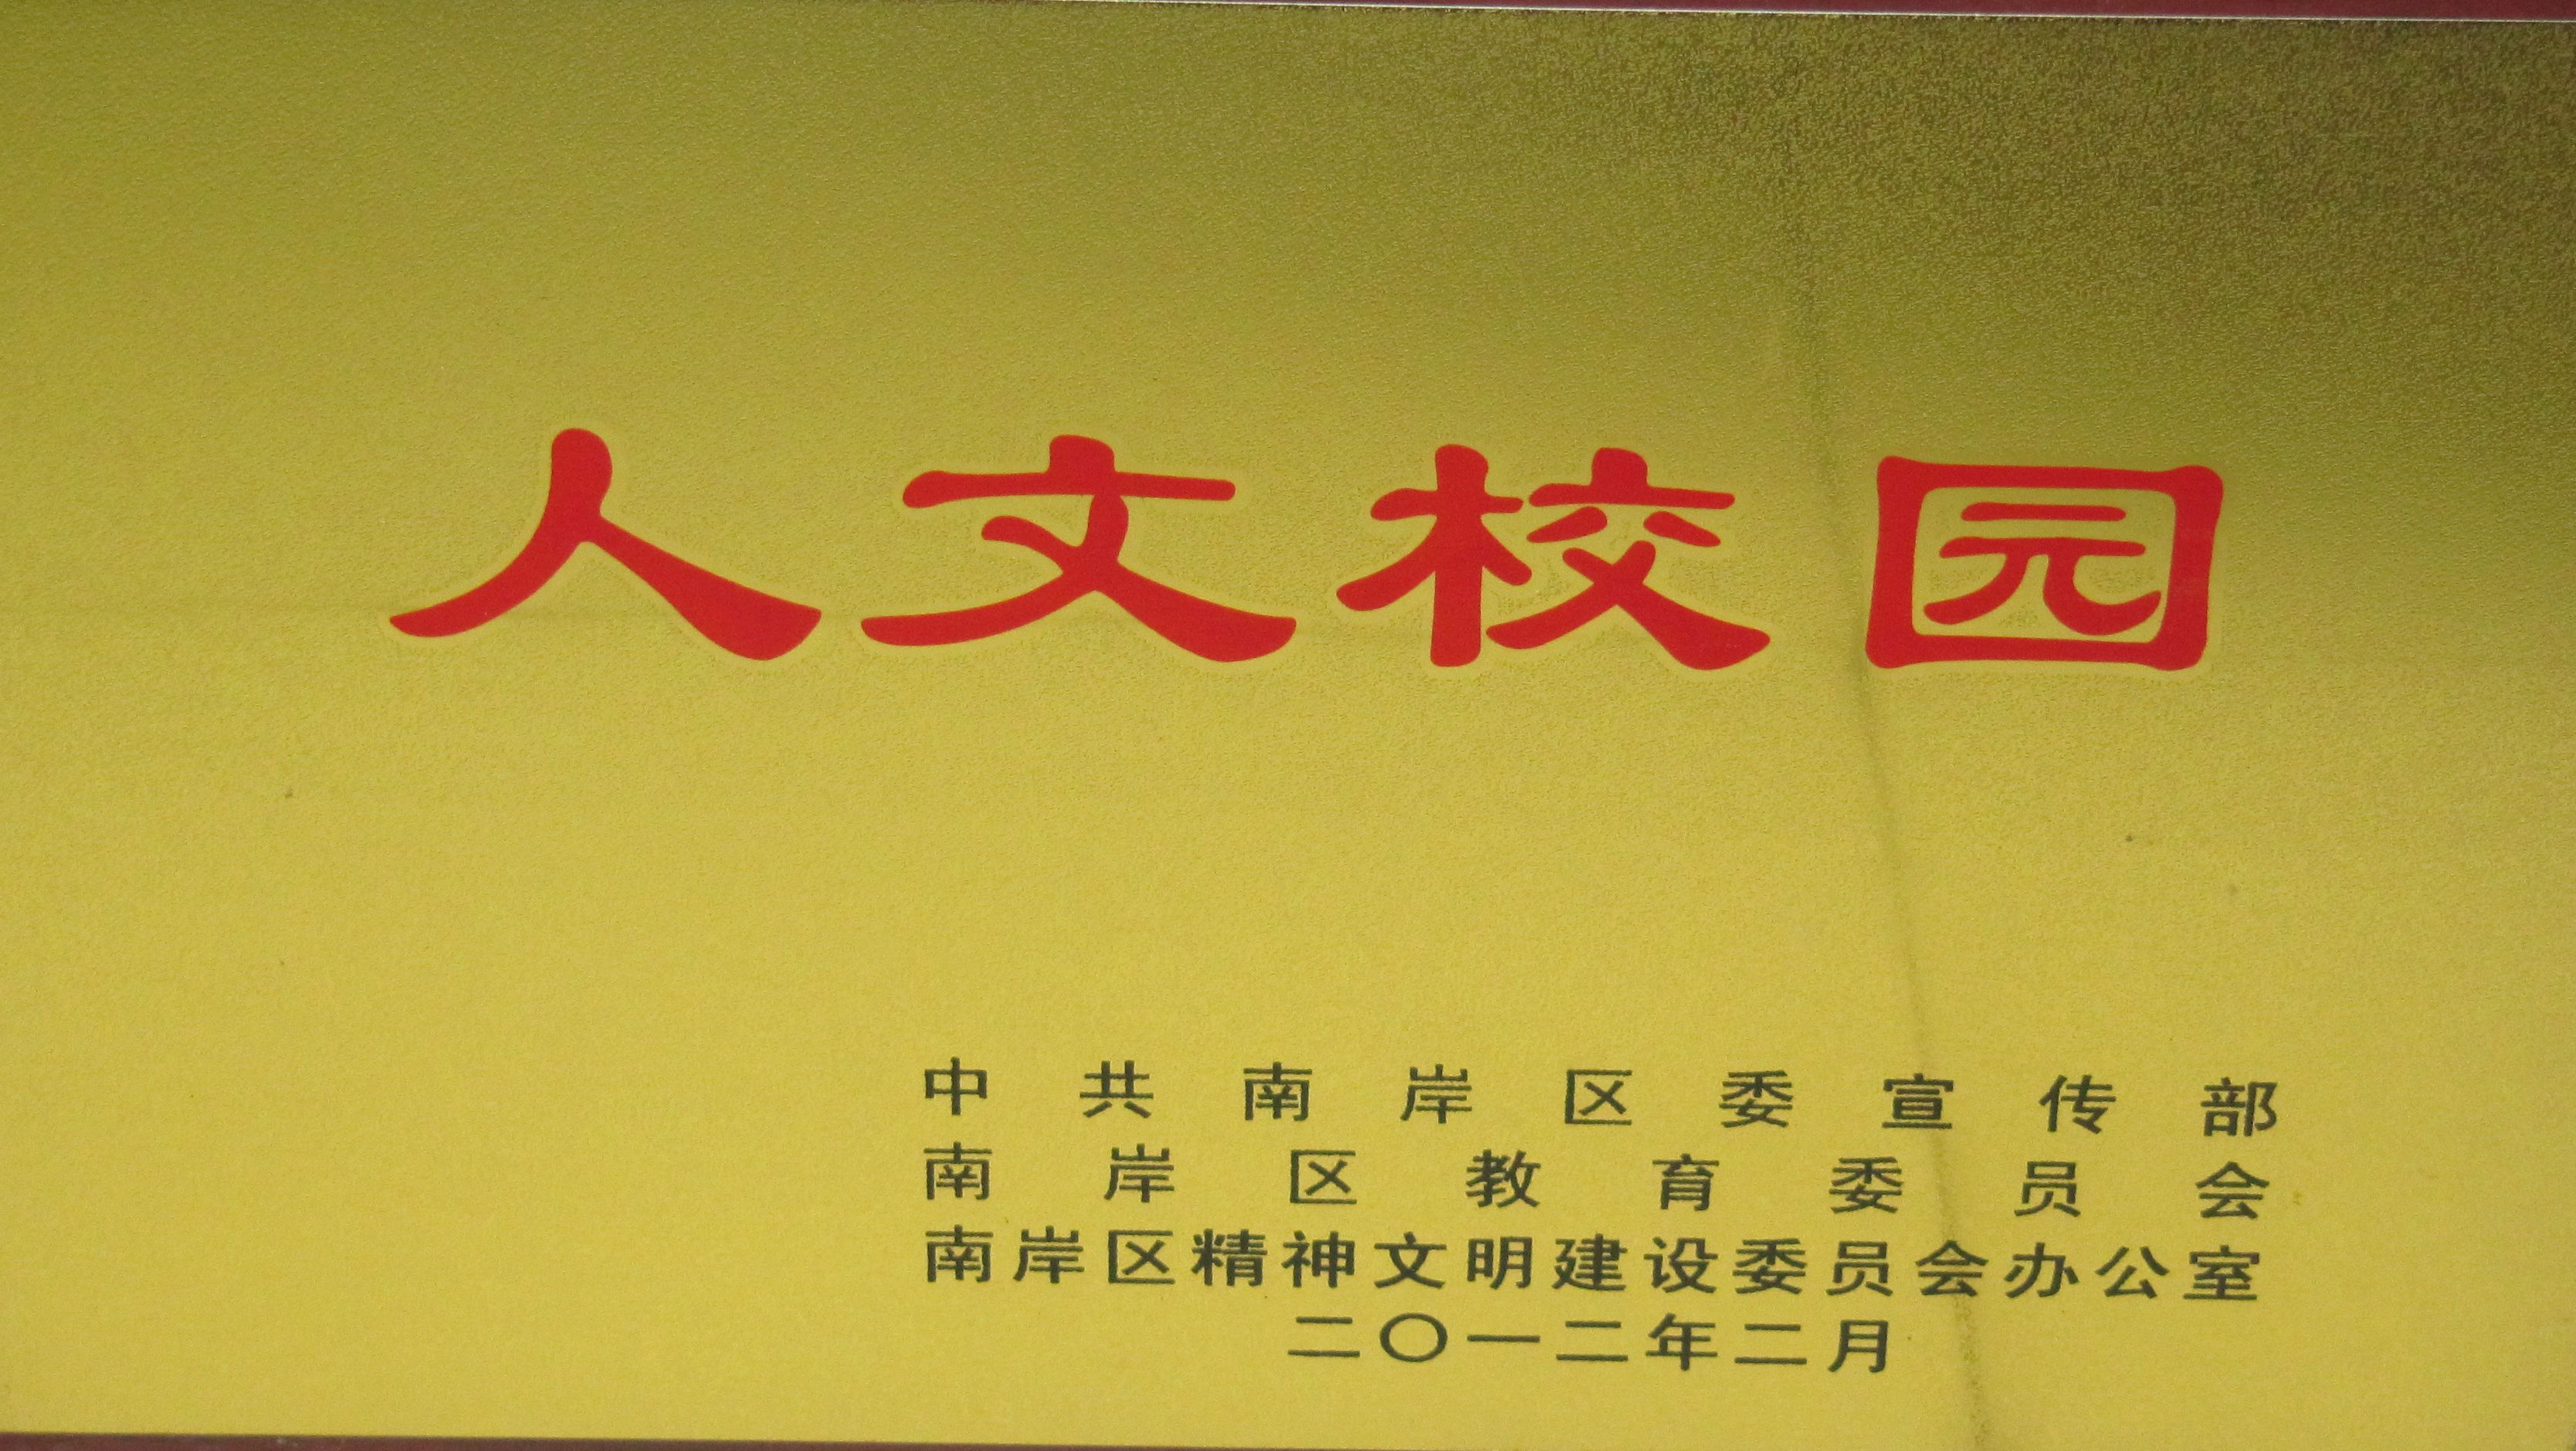 人文校园
中共南岸区委宣传部
南岸区教育委员会
南岸区精神文明建设委员会办公室
二〇一二年二月